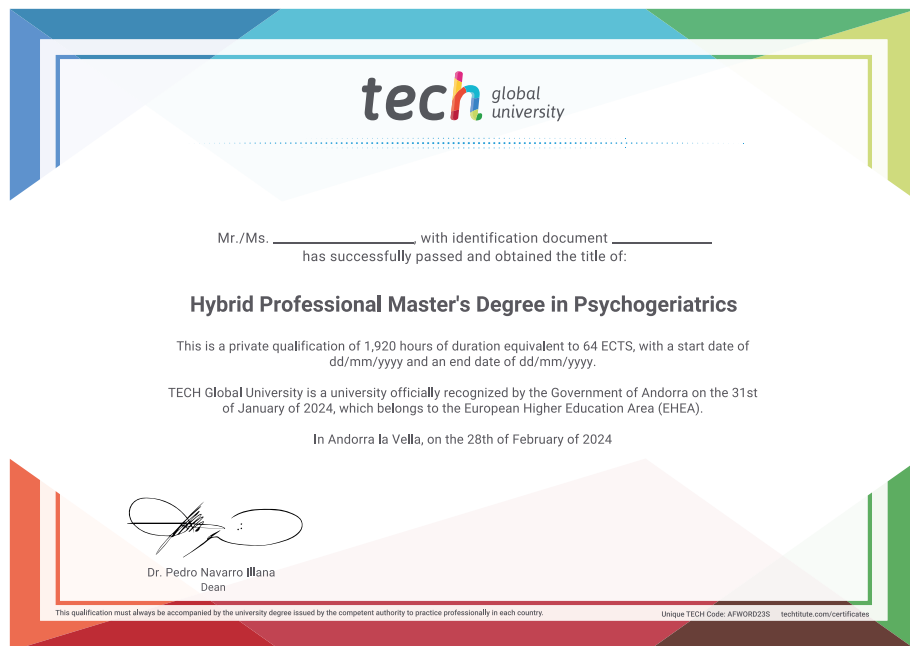 tech global university
Mr./Ms. ____________, with identification document ____________
has successfully passed and obtained the title of:
Hybrid Professional Master's Degree in Psychogeriatrics
This is a private qualification of 1,920 hours of duration equivalent to 64 ECTS, with a start date of
dd/mm/yyyy and an end date of dd/mm/yyyy.
TECH Global University is a university officially recognized by the Government of Andorra on the 31st
of January of 2024, which belongs to the European Higher Education Area (EHEA).
In Andorra la Vella, on the 28th of February of 2024
Dr. Pedro Navarro Illana
Dean
This qualification must always be accompanied by the university degree issued by the competent authority to practice professionally in each country.
Unique TECH Code: AFWORD23S techtitute.com/certificates